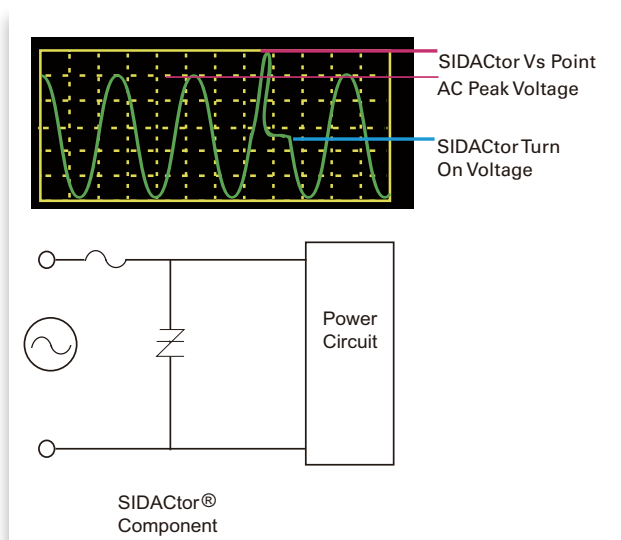 SIDACtor Vs Point
AC Peak Voltage
SIDACtor Turn
On Voltage
Power
Circuit
SIDACtor®
Component